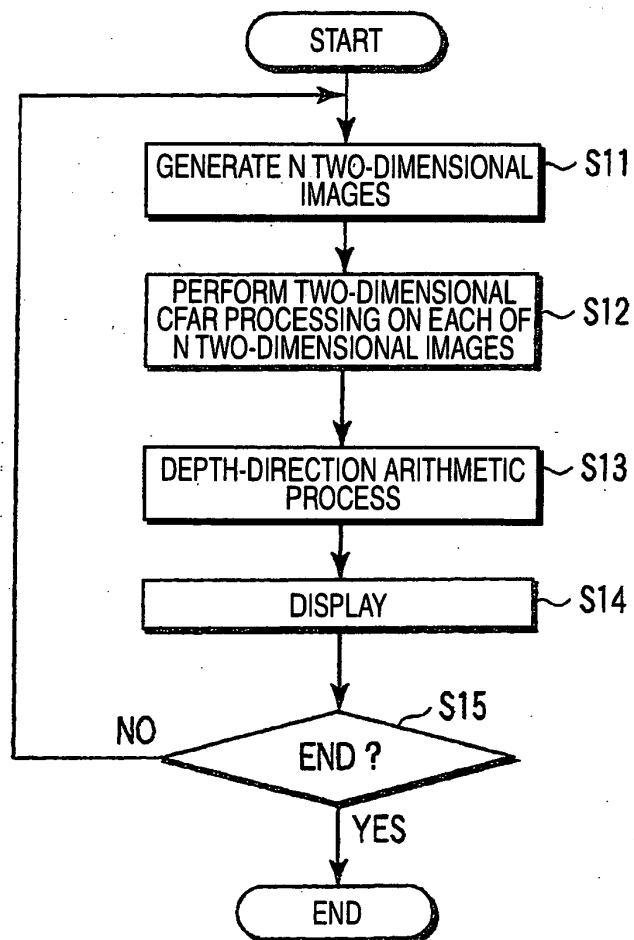 START
GENERATE N TWO-DIMENSIONAL
IMAGES
S11
PERFORM TWO-DIMENSIONAL
CFAR PROCESSING ON EACH OF
N TWO-DIMENSIONAL IMAGES
S12
DEPTH-DIRECTION ARITHMETIC
PROCESS
S13
DISPLAY
S14
S15
NO
END ?
YES
END